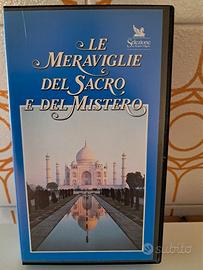 Selezione
LE
MERAVIGLIE
DEL SACRO
E DEL MISTERO
subito